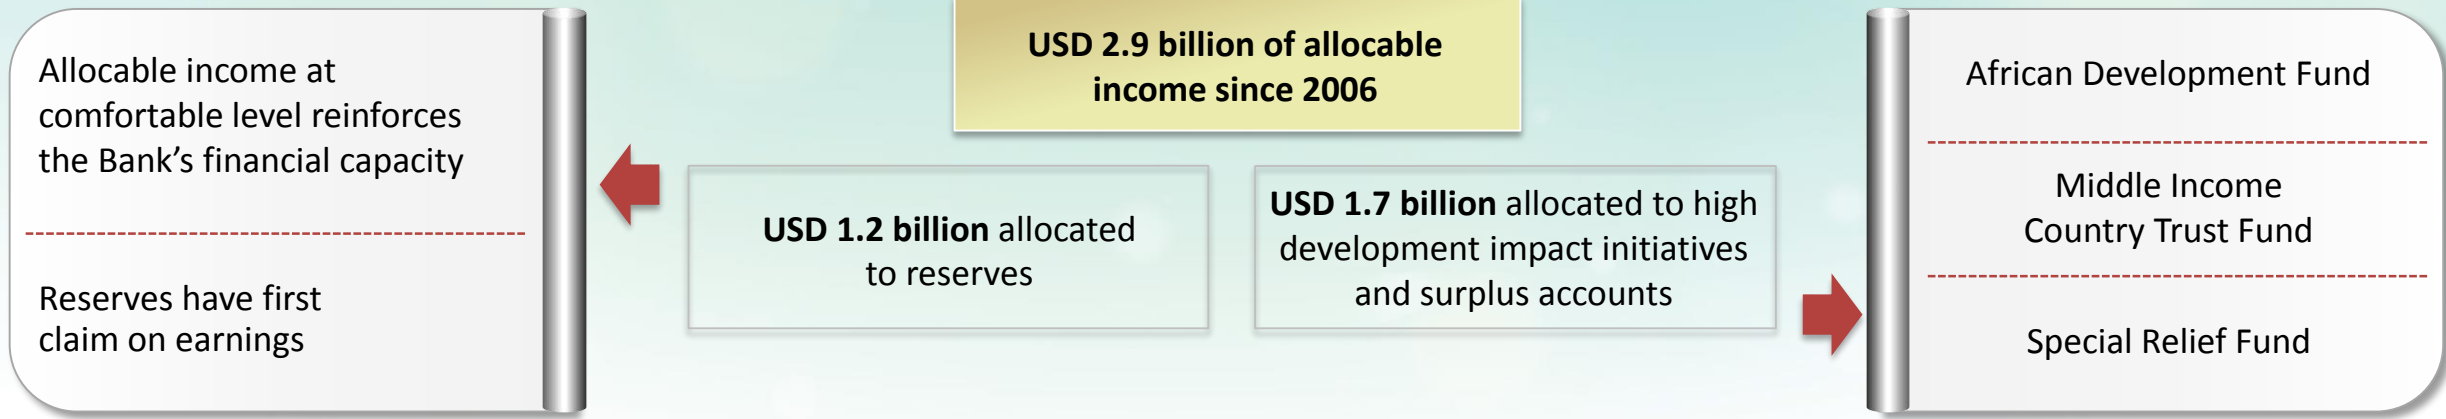 Allocable income at
comfortable level reinforces
the Bank's financial capacity
Reserves have first
claim on earnings
USD 2.9 billion of allocable
income since 2006
USD 1.2 billion allocated
to reserves
USD 1.7 billion allocated to high
development impact initiatives
and surplus accounts
African Development Fund
Middle Income
Country Trust Fund
Special Relief Fund